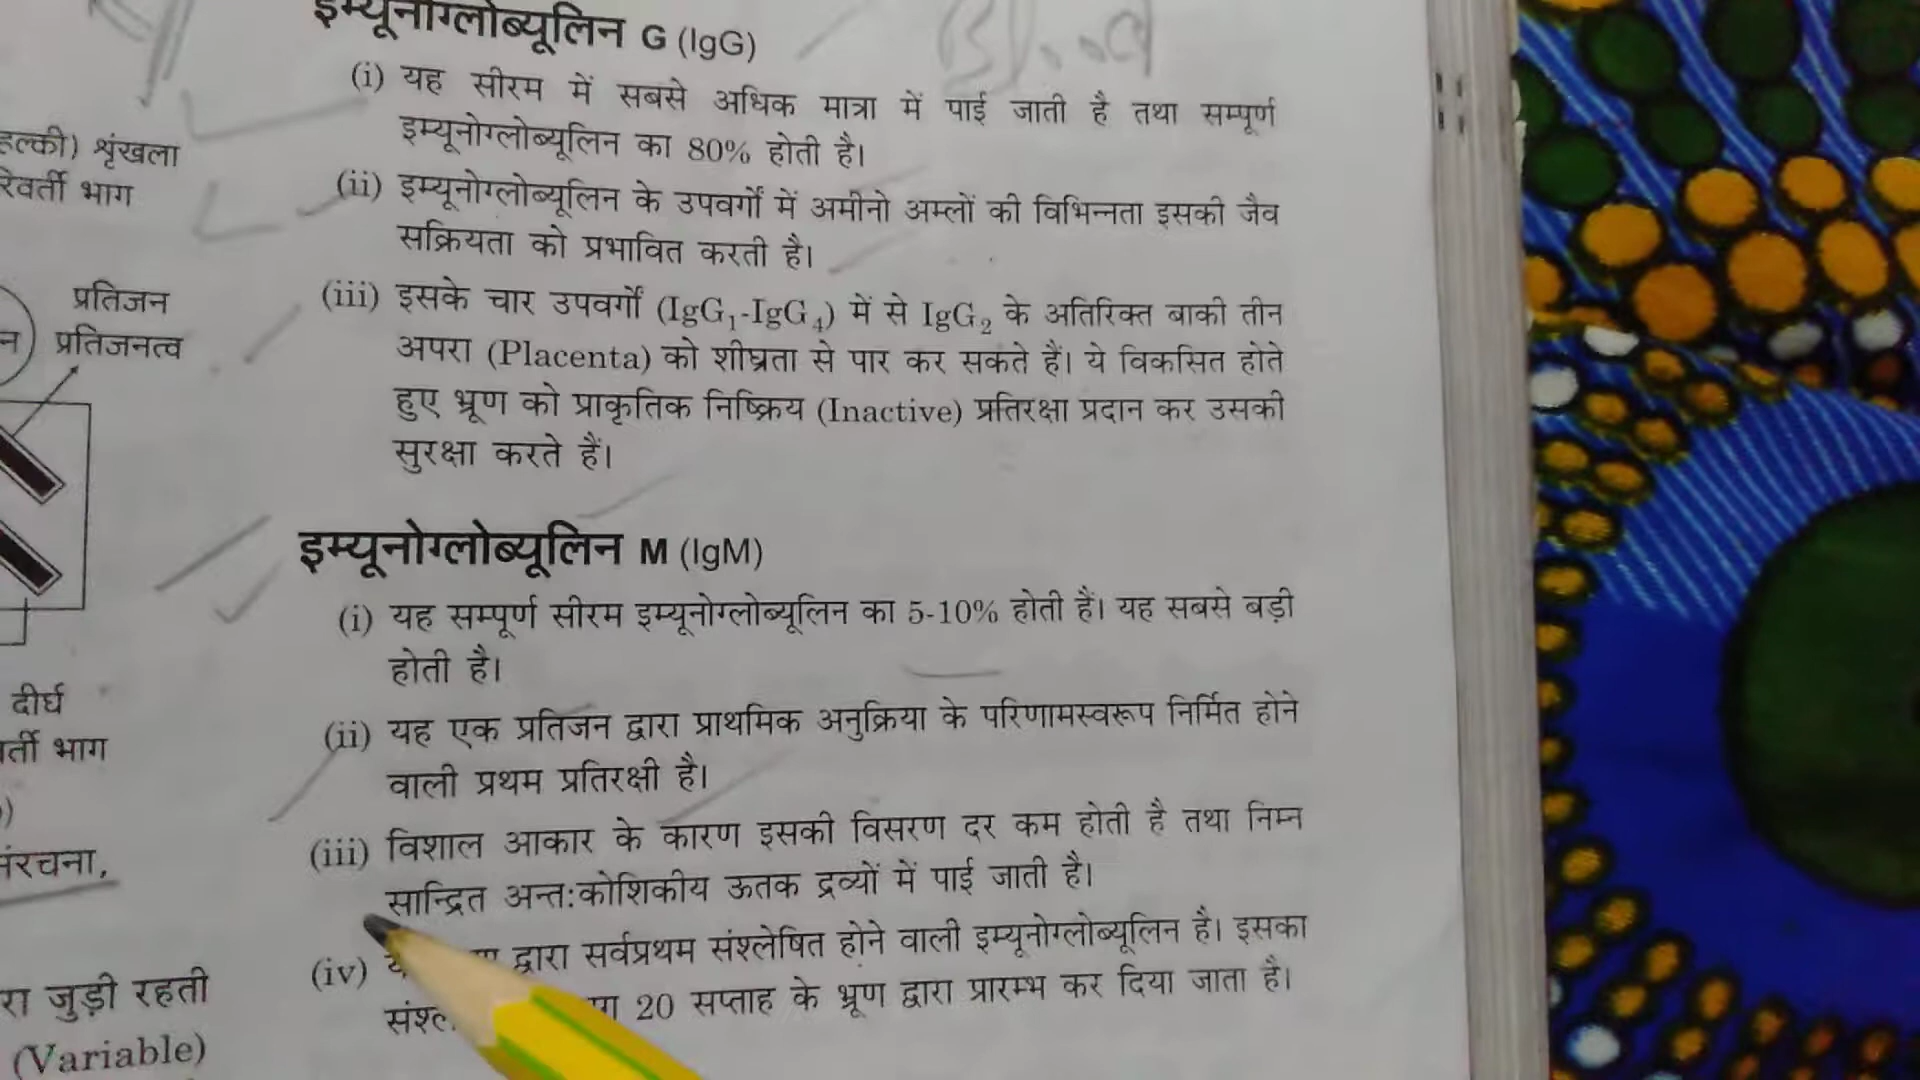 हल्की) शृंखला
रिवर्ती भाग
प्रतिजन
प्रतिजनत्व
दीर्घ
र्ती भाग
संरचना,
रा जुड़ी रहती
(Variable)
इम्यूनोग्लोब्यूलिन G (IgG)
(i) यह सीरम में सबसे अधिक मात्रा में पाई जाती है तथा सम्पूर्ण
इम्यूनोग्लोब्यूलिन का 80% होती है।
(ii) इम्यूनोग्लोब्यूलिन के उपवर्गों में अमीनो अम्लों की विभिन्नता इसकी जैव
सक्रियता को प्रभावित करती है।
(iii) इसके चार उपवर्गों (IgG₁-IgG₄) में से IgG₂ के अतिरिक्त बाकी तीन
अपरा (Placenta) को शीघ्रता से पार कर सकते हैं। ये विकसित होते
हुए भ्रूण को प्राकृतिक निष्क्रिय (Inactive) प्रतिरक्षा प्रदान कर उसकी
सुरक्षा करते हैं।
इम्यूनोग्लोब्यूलिन M (IgM)
(i) यह सम्पूर्ण सीरम इम्यूनोग्लोब्यूलिन का 5-10% होती है। यह सबसे बड़ी
होती है।
(ii) यह एक प्रतिजन द्वारा प्राथमिक अनुक्रिया के परिणामस्वरूप निर्मित होने
वाली प्रथम प्रतिरक्षी है।
(iii) विशाल आकार के कारण इसकी विसरण दर कम होती है तथा निम्न
सान्द्रित अन्तःकोशिकीय ऊतक द्रव्यों में पाई जाती है।
(iv) द्वारा सर्वप्रथम संश्लेषित होने वाली इम्यूनोग्लोब्यूलिन है। इसका
20 सप्ताह के भ्रूण द्वारा प्रारम्भ कर दिया जाता है।